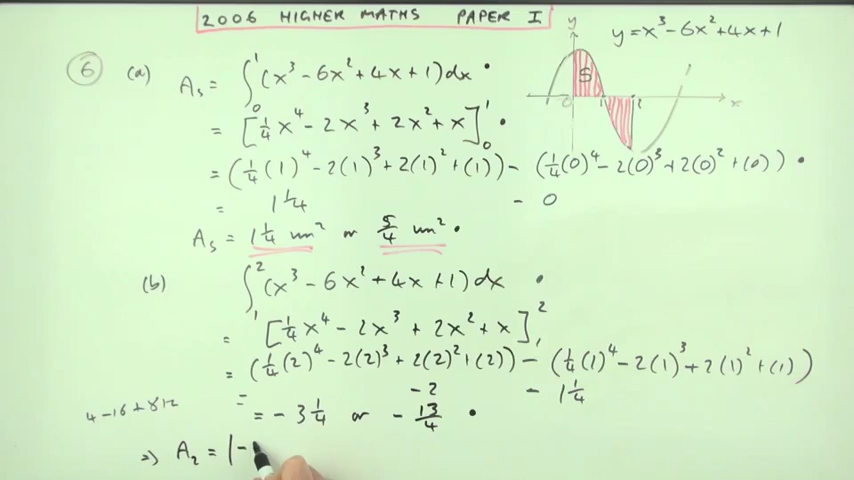 2006 HIGHER MATHS PAPER I
y = x³ - 6x² + 4x + 1
y
S
0 1 2 x
6 (a) Aₛ = ∫₀¹ (x³ - 6x² + 4x + 1) dx •
= [¼x⁴ - 2x³ + 2x² + x]₀¹ •
= (¼(1)⁴ - 2(1)³ + 2(1)² + (1)) - (¼(0)⁴ - 2(0)³ + 2(0)² + (0)) •
= 1¼ - 0
Aₛ = 1¼ un² or 5/4 un² •
(b) ∫₁² (x³ - 6x² + 4x + 1) dx •
= [¼x⁴ - 2x³ + 2x² + x]₁²
= (¼(2)⁴ - 2(2)³ + 2(2)² + (2)) - (¼(1)⁴ - 2(1)³ + 2(1)² + (1))
= -2 - 1¼
4 - 16 + 8 + 2
= -3¼ or -13/4 •
⇒ A₂ = |-